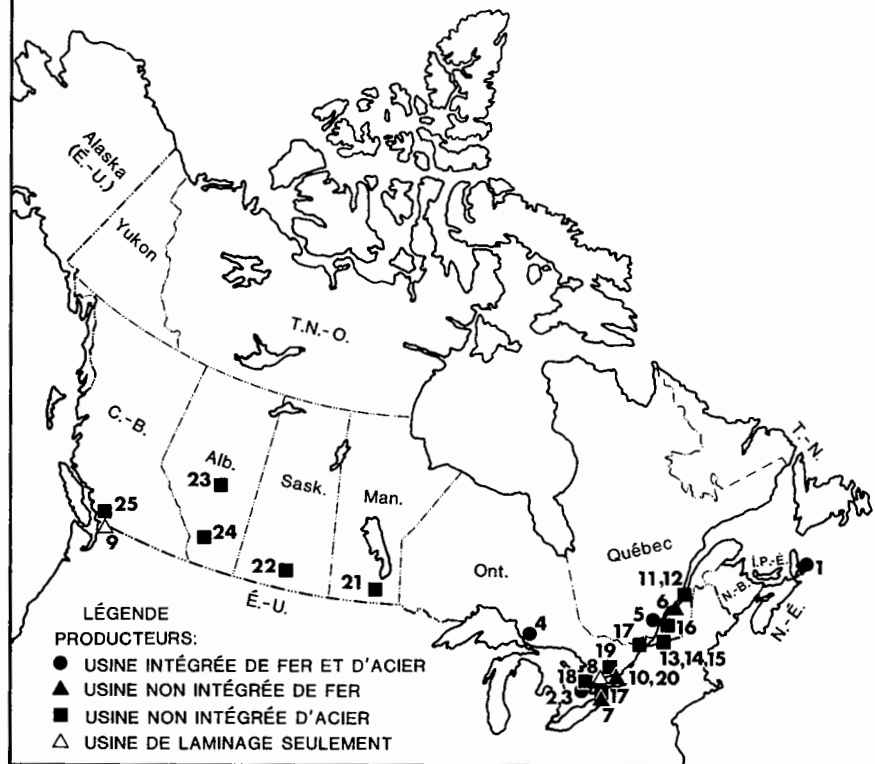 Alaska
(É.-U.)
Yukon
T.N.-O.
C.-B.
Alb.
Sask.
Man.
Ont.
Québec
T.-N.
Î.P.-É.
N.-B.
N.-É.
É.-U.
25
9
23
24
22
21
4
11,12
6
5
16
1
17
13,14,15
19
8
18
10,20
2,3
17
7
LÉGENDE
PRODUCTEURS:
USINE INTÉGRÉE DE FER ET D'ACIER
USINE NON INTÉGRÉE DE FER
USINE NON INTÉGRÉE D'ACIER
USINE DE LAMINAGE SEULEMENT